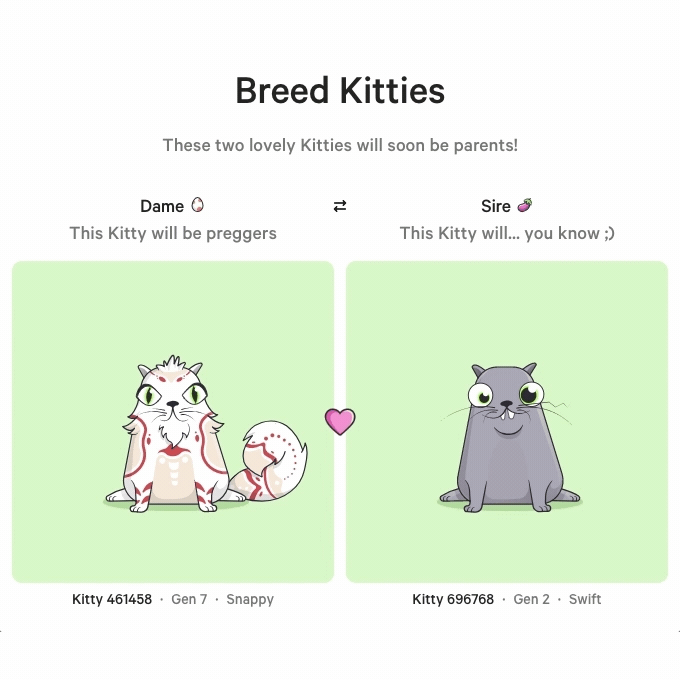 Breed Kitties
These two lovely Kitties will soon be parents!
Dame
This Kitty will be preggers
Sire
This Kitty will... you know ;)
Kitty 461458 · Gen 7 · Snappy
Kitty 696768 · Gen 2 · Swift